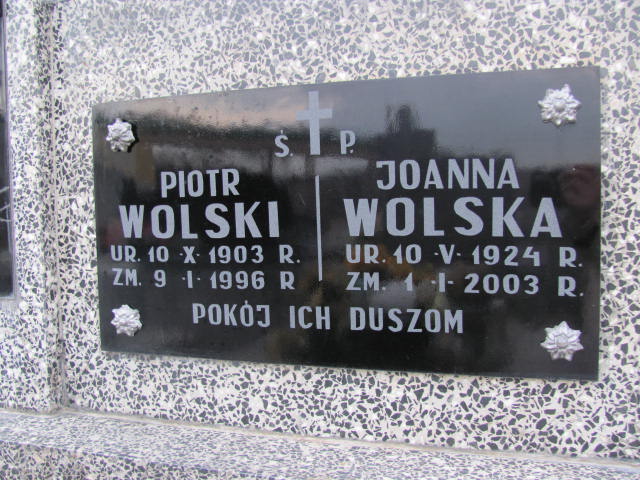 Ś. P.
PIOTR
WOLSKI
UR. 10 ·X· 1903 R.
ZM. 9 ·I· 1996 R
JOANNA
WOLSKA
UR. 10 ·V· 1924 R.
ZM. 1 ·I· 2003 R.
POKÓJ ICH DUSZOM